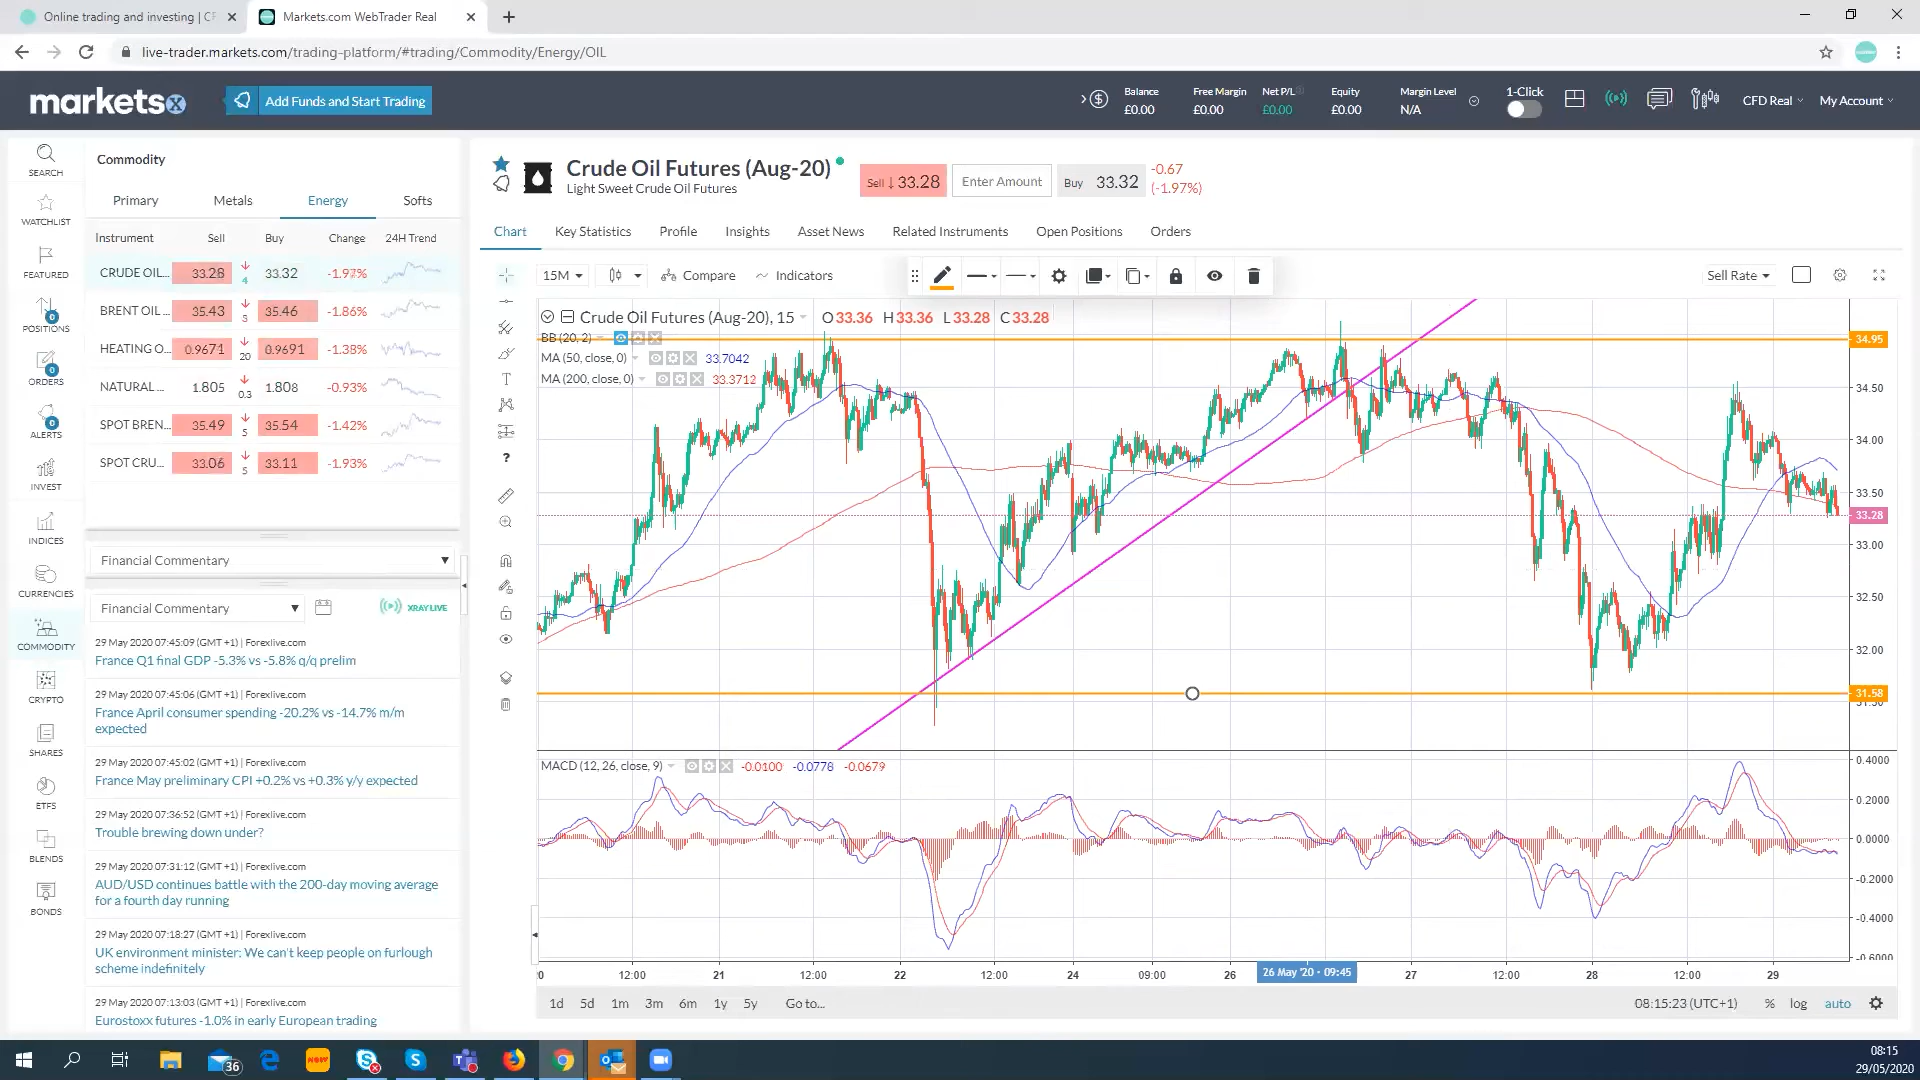 Online trading and investing | CF
Markets.com WebTrader Real
live-trader.markets.com/trading-platform/#trading/Commodity/Energy/OIL
marketsx
Add Funds and Start Trading
Balance
£0.00
Free Margin
£0.00
Net P/L
£0.00
Equity
£0.00
Margin Level
N/A
1-Click
CFD Real
My Account
SEARCH
WATCHLIST
FEATURED
0
POSITIONS
0
ORDERS
0
ALERTS
INVEST
INDICES
CURRENCIES
COMMODITY
CRYPTO
SHARES
ETFS
BLENDS
BONDS
Commodity
Primary Metals Energy Softs
Instrument Sell Buy Change 24H Trend
CRUDE OIL... 33.28 4 33.32 -1.97%
BRENT OIL ... 35.43 3 35.46 -1.86%
HEATING O... 0.9671 20 0.9691 -1.38%
NATURAL ... 1.805 0.3 1.808 -0.93%
SPOT BREN... 35.49 5 35.54 -1.42%
SPOT CRU... 33.06 5 33.11 -1.93%
Financial Commentary
Financial Commentary
XRAYLIVE
29 May 2020 07:45:09 (GMT +1) | Forexlive.com
France Q1 final GDP -5.3% vs -5.8% q/q prelim
29 May 2020 07:45:06 (GMT +1) | Forexlive.com
France April consumer spending -20.2% vs -14.7% m/m
expected
29 May 2020 07:45:02 (GMT +1) | Forexlive.com
France May preliminary CPI +0.2% vs +0.3% y/y expected
29 May 2020 07:36:52 (GMT +1) | Forexlive.com
Trouble brewing down under?
29 May 2020 07:31:12 (GMT +1) | Forexlive.com
AUD/USD continues battle with the 200-day moving average
for a fourth day running
29 May 2020 07:18:27 (GMT +1) | Forexlive.com
UK environment minister: We can't keep people on furlough
scheme indefinitely
29 May 2020 07:13:03 (GMT +1) | Forexlive.com
Eurostoxx futures -1.0% in early European trading
Crude Oil Futures (Aug-20)
Light Sweet Crude Oil Futures
Sell 33.28
Enter Amount
Buy 33.32
-0.67
(-1.97%)
Chart Key Statistics Profile Insights Asset News Related Instruments Open Positions Orders
15M Compare Indicators
Sell Rate
Crude Oil Futures (Aug-20), 15 O33.36 H33.36 L33.28 C33.28
BB (20, 2)
MA (50, close, 0) 33.7042
MA (200, close, 0) 33.3712
34.95
34.50
34.00
33.50
33.28
33.00
32.50
32.00
31.58
31.50
MACD (12, 26, close, 9) -0.0100 -0.0778 -0.0679
0.4000
0.2000
0.0000
-0.2000
-0.4000
-0.6000
12:00 21 12:00 22 12:00 24 09:00 26 26 May '20 - 09:45 27 12:00 28 12:00 29
1d 5d 1m 3m 6m 1y 5y Go to...
08:15:23 (UTC+1) % log auto
36
NOW
08:15
29/05/2020